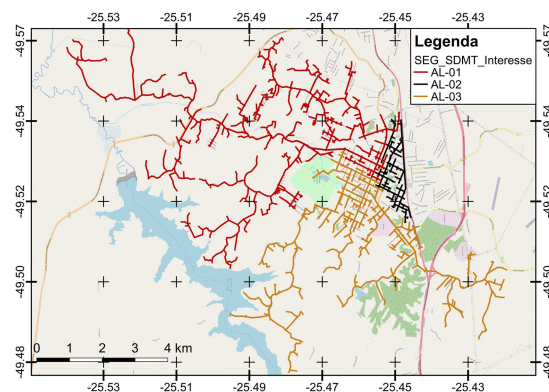 -25.53 -25.51 -25.49 -25.47 -25.45 -25.43
-49.57 -49.57
-49.54 -49.54
-49.52 -49.52
-49.50 -49.50
-49.48 -49.48
Legenda
SEG_SDMT_Interesse
AL-01
AL-02
AL-03
0 1 2 3 4 km
-25.53 -25.51 -25.49 -25.47 -25.45 -25.43